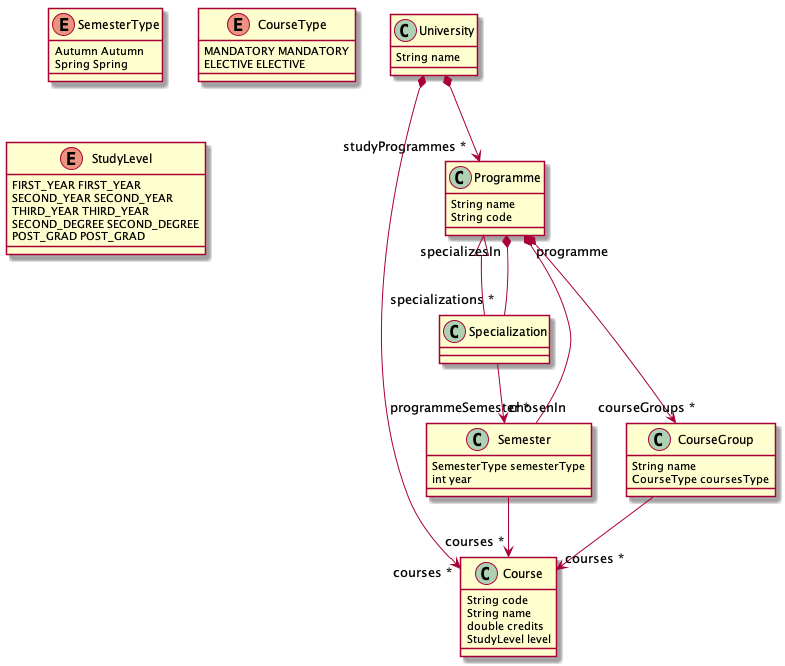 E SemesterType
Autumn Autumn
Spring Spring
E CourseType
MANDATORY MANDATORY
ELECTIVE ELECTIVE
C University
String name
E StudyLevel
FIRST_YEAR FIRST_YEAR
SECOND_YEAR SECOND_YEAR
THIRD_YEAR THIRD_YEAR
SECOND_DEGREE SECOND_DEGREE
POST_GRAD POST_GRAD
studyProgrammes *
C Programme
String name
String code
specializesIn
programme
specializations *
C Specialization
programmeSemester *
chosenIn
courseGroups *
C Semester
SemesterType semesterType
int year
C CourseGroup
String name
CourseType coursesType
courses *
courses *
courses *
C Course
String code
String name
double credits
StudyLevel level